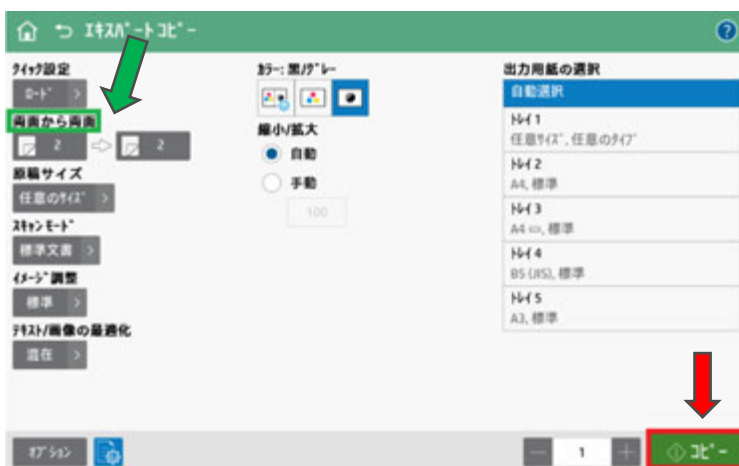 エキスパートコピー
?
クイック設定
ロード >
両面から両面
2 2
原稿サイズ
任意のサイズ >
スキャンモード
標準文書 >
イメージ調整
標準 >
テキスト/画像の最適化
混在 >
カラー: 黒/グレー
縮小/拡大
自動
手動
100
出力用紙の選択
自動選択
トレイ 1
任意サイズ, 任意のタイプ
トレイ 2
A4, 標準
トレイ 3
A4, 標準
トレイ 4
B5 (JIS), 標準
トレイ 5
A3, 標準
オプション
1
コピー